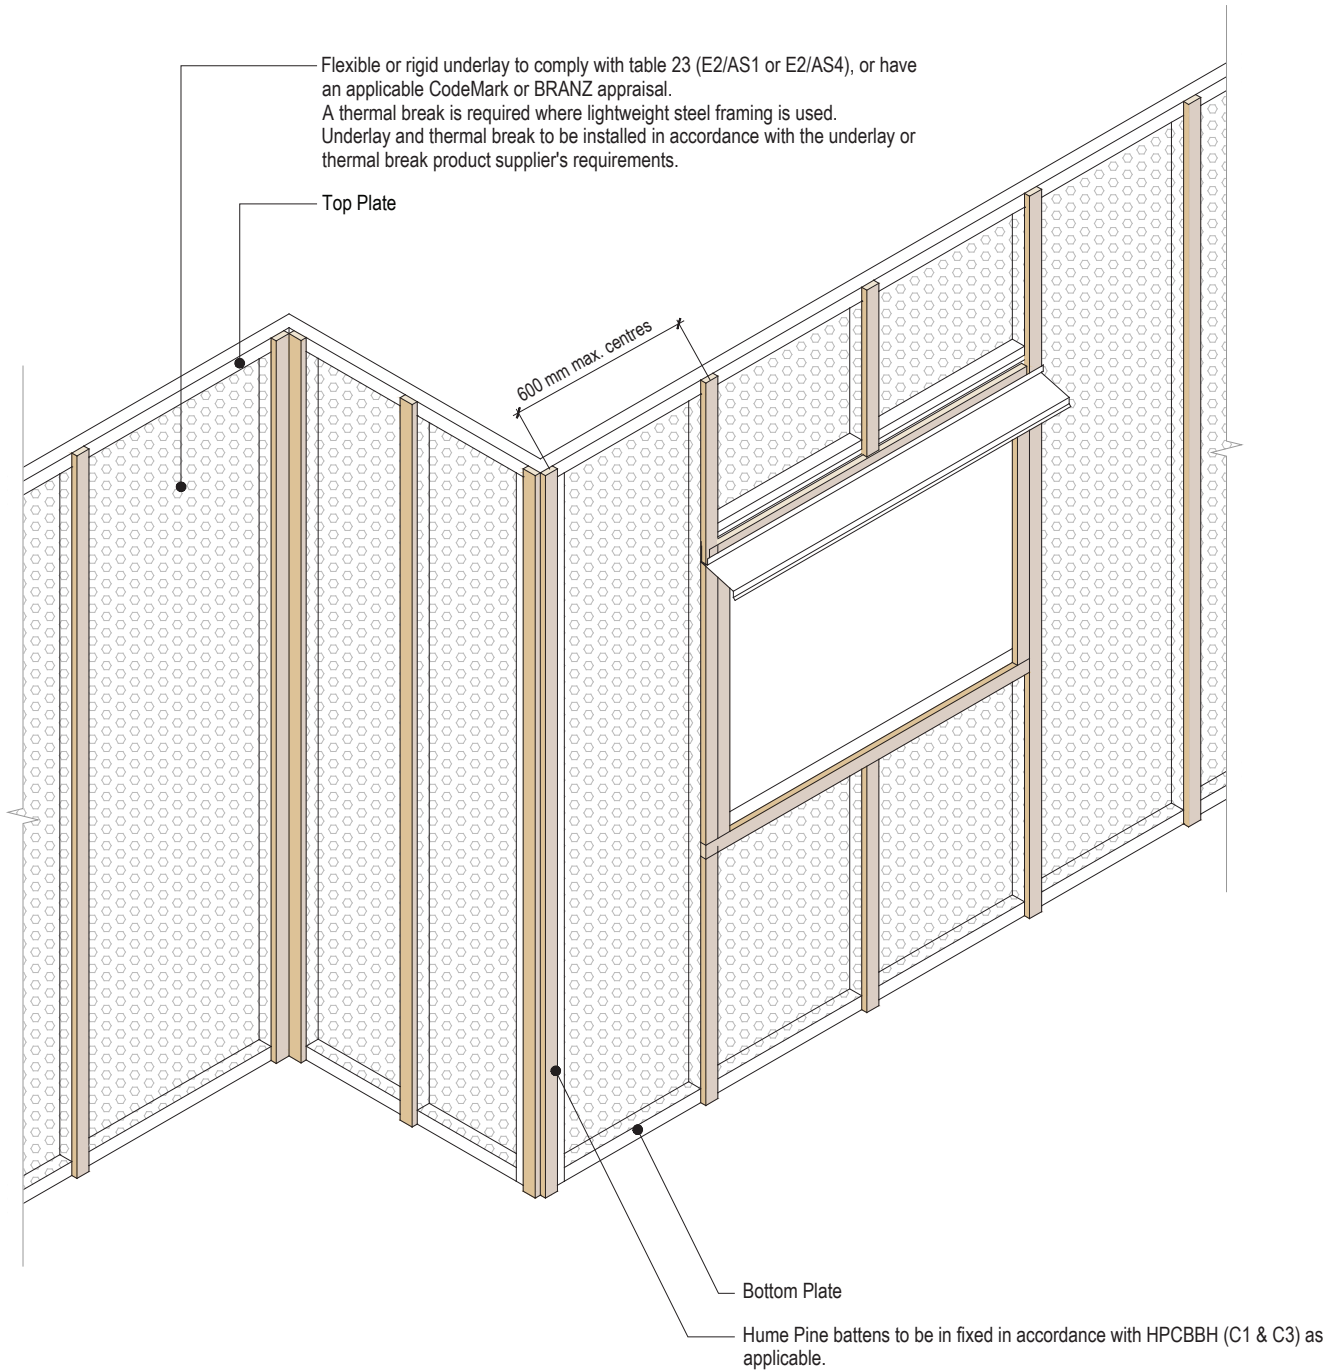 Flexible or rigid underlay to comply with table 23 (E2/AS1 or E2/AS4), or have
an applicable CodeMark or BRANZ appraisal.
A thermal break is required where lightweight steel framing is used.
Underlay and thermal break to be installed in accordance with the underlay or
thermal break product supplier's requirements.
Top Plate
600 mm max. centres
Bottom Plate
Hume Pine battens to be in fixed in accordance with HPCBBH (C1 & C3) as
applicable.